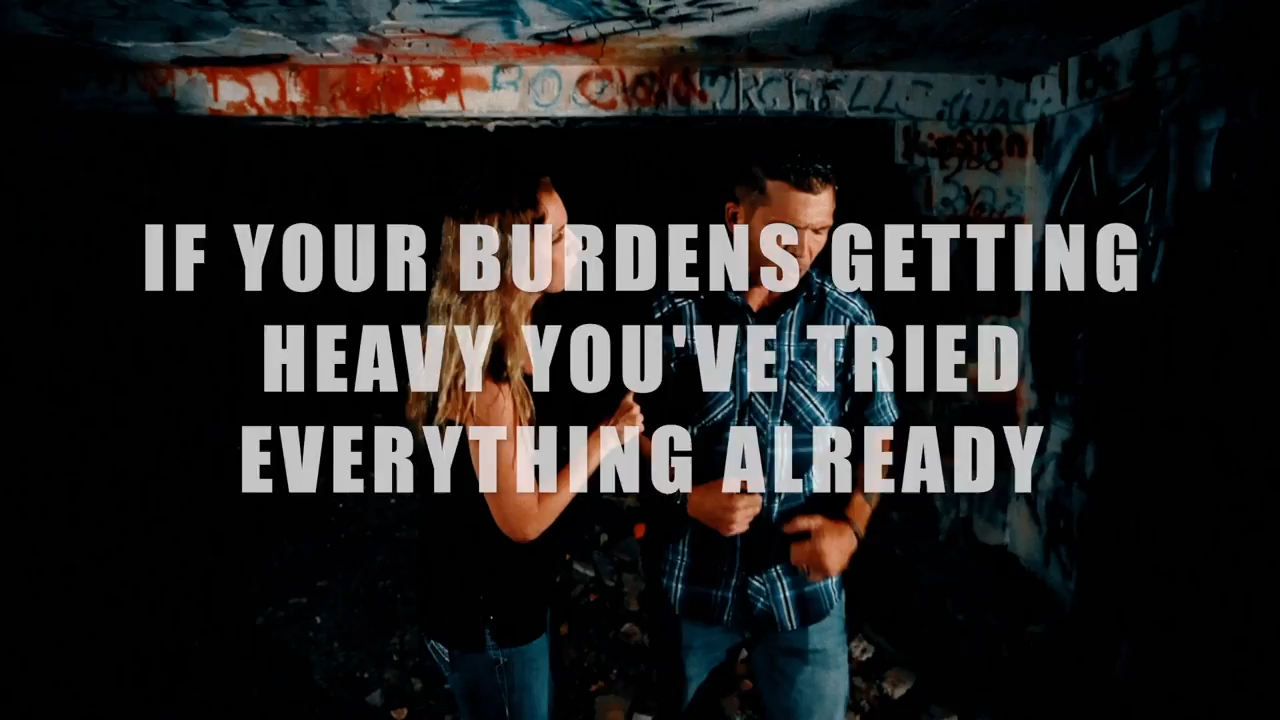 IF YOUR BURDENS GETTING
HEAVY YOU'VE TRIED
EVERYTHING ALREADY